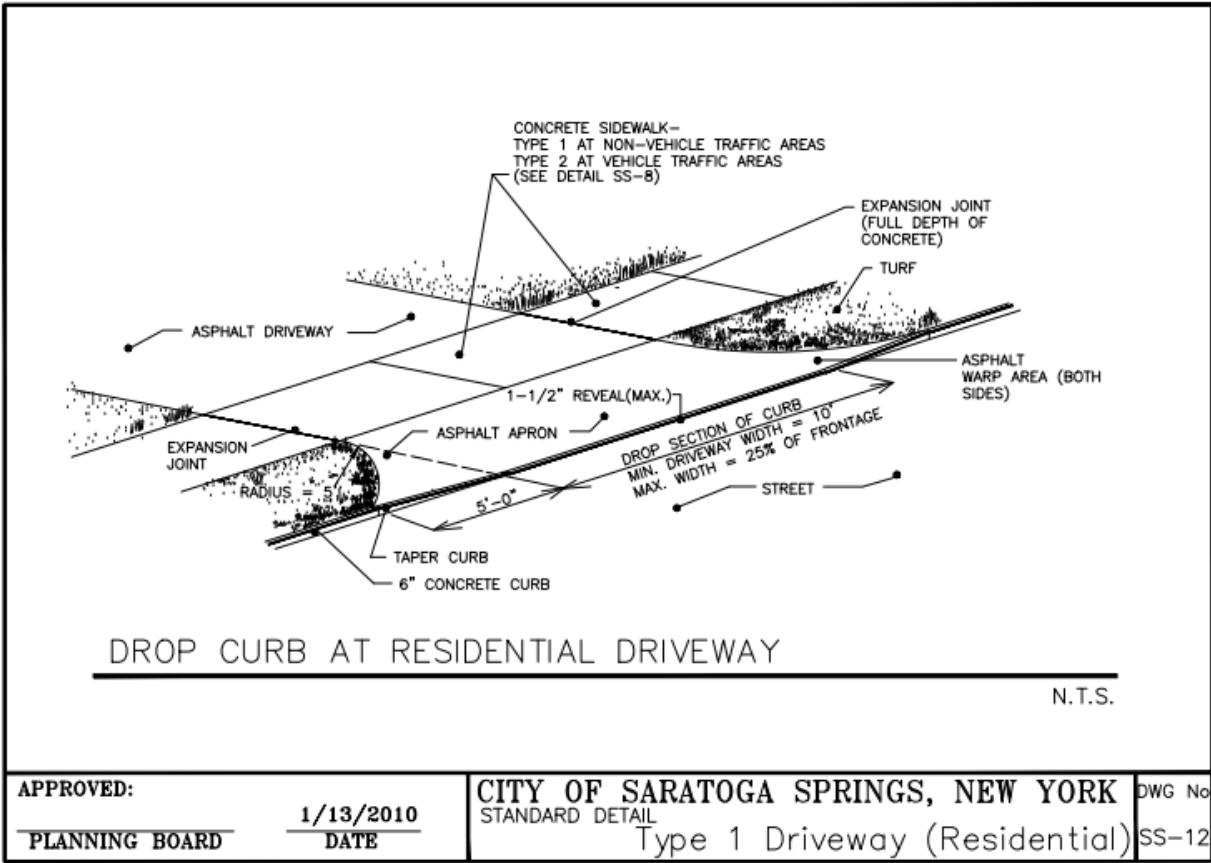 CONCRETE SIDEWALK-
TYPE 1 AT NON-VEHICLE TRAFFIC AREAS
TYPE 2 AT VEHICLE TRAFFIC AREAS
(SEE DETAIL SS-8)
EXPANSION JOINT
(FULL DEPTH OF
CONCRETE)
TURF
ASPHALT DRIVEWAY
ASPHALT
WARP AREA (BOTH
SIDES)
1-1/2" REVEAL(MAX.)
ASPHALT APRON
EXPANSION
JOINT
DROP SECTION OF CURB
MIN. DRIVEWAY WIDTH = 10'
MAX. WIDTH = 25% OF FRONTAGE
RADIUS = 5'
5'-0"
STREET
TAPER CURB
6" CONCRETE CURB
DROP CURB AT RESIDENTIAL DRIVEWAY
N.T.S.
APPROVED:
1/13/2010
PLANNING BOARD DATE
CITY OF SARATOGA SPRINGS, NEW YORK
STANDARD DETAIL
Type 1 Driveway (Residential)
DWG No
SS-12